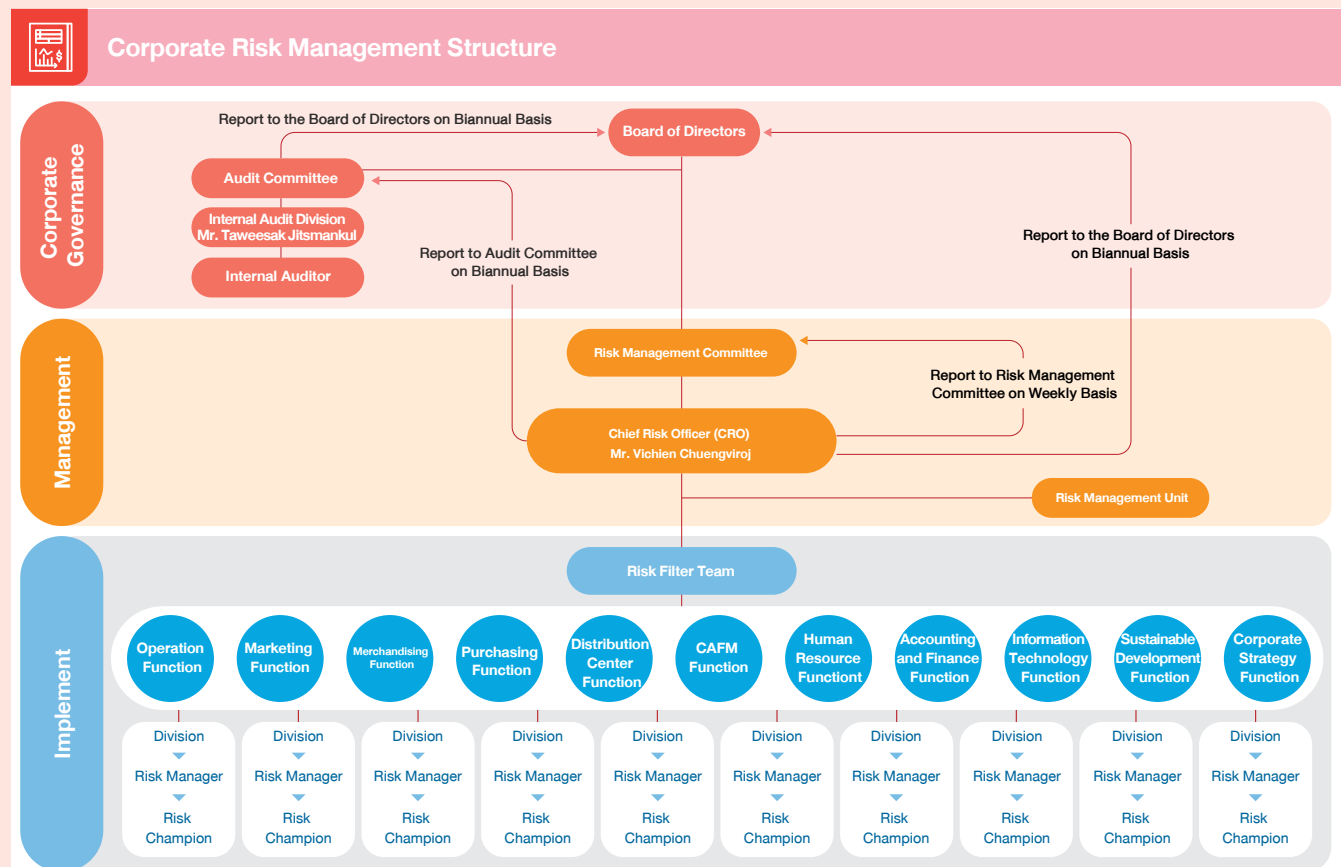 Corporate Risk Management Structure
Corporate
Governance
Report to the Board of Directors on Biannual Basis
Board of Directors
Audit Committee
Internal Audit Division
Mr. Taweesak Jitsmankul
Internal Auditor
Report to Audit Committee
on Biannual Basis
Report to the Board of Directors
on Biannual Basis
Management
Risk Management Committee
Report to Risk Management
Committee on Weekly Basis
Chief Risk Officer (CRO)
Mr. Vichien Chuengviroj
Risk Management Unit
Implement
Risk Filter Team
Operation
Function
Marketing
Function
Merchandising
Function
Purchasing
Function
Distribution
Center
Function
CAFM
Function
Human
Resource
Functiont
Accounting
and Finance
Function
Information
Technology
Function
Sustainable
Development
Function
Corporate
Strategy
Function
Division
Risk Manager
Risk
Champion
Division
Risk Manager
Risk
Champion
Division
Risk Manager
Risk
Champion
Division
Risk Manager
Risk
Champion
Division
Risk Manager
Risk
Champion
Division
Risk Manager
Risk
Champion
Division
Risk Manager
Risk
Champion
Division
Risk Manager
Risk
Champion
Division
Risk Manager
Risk
Champion
Division
Risk Manager
Risk
Champion